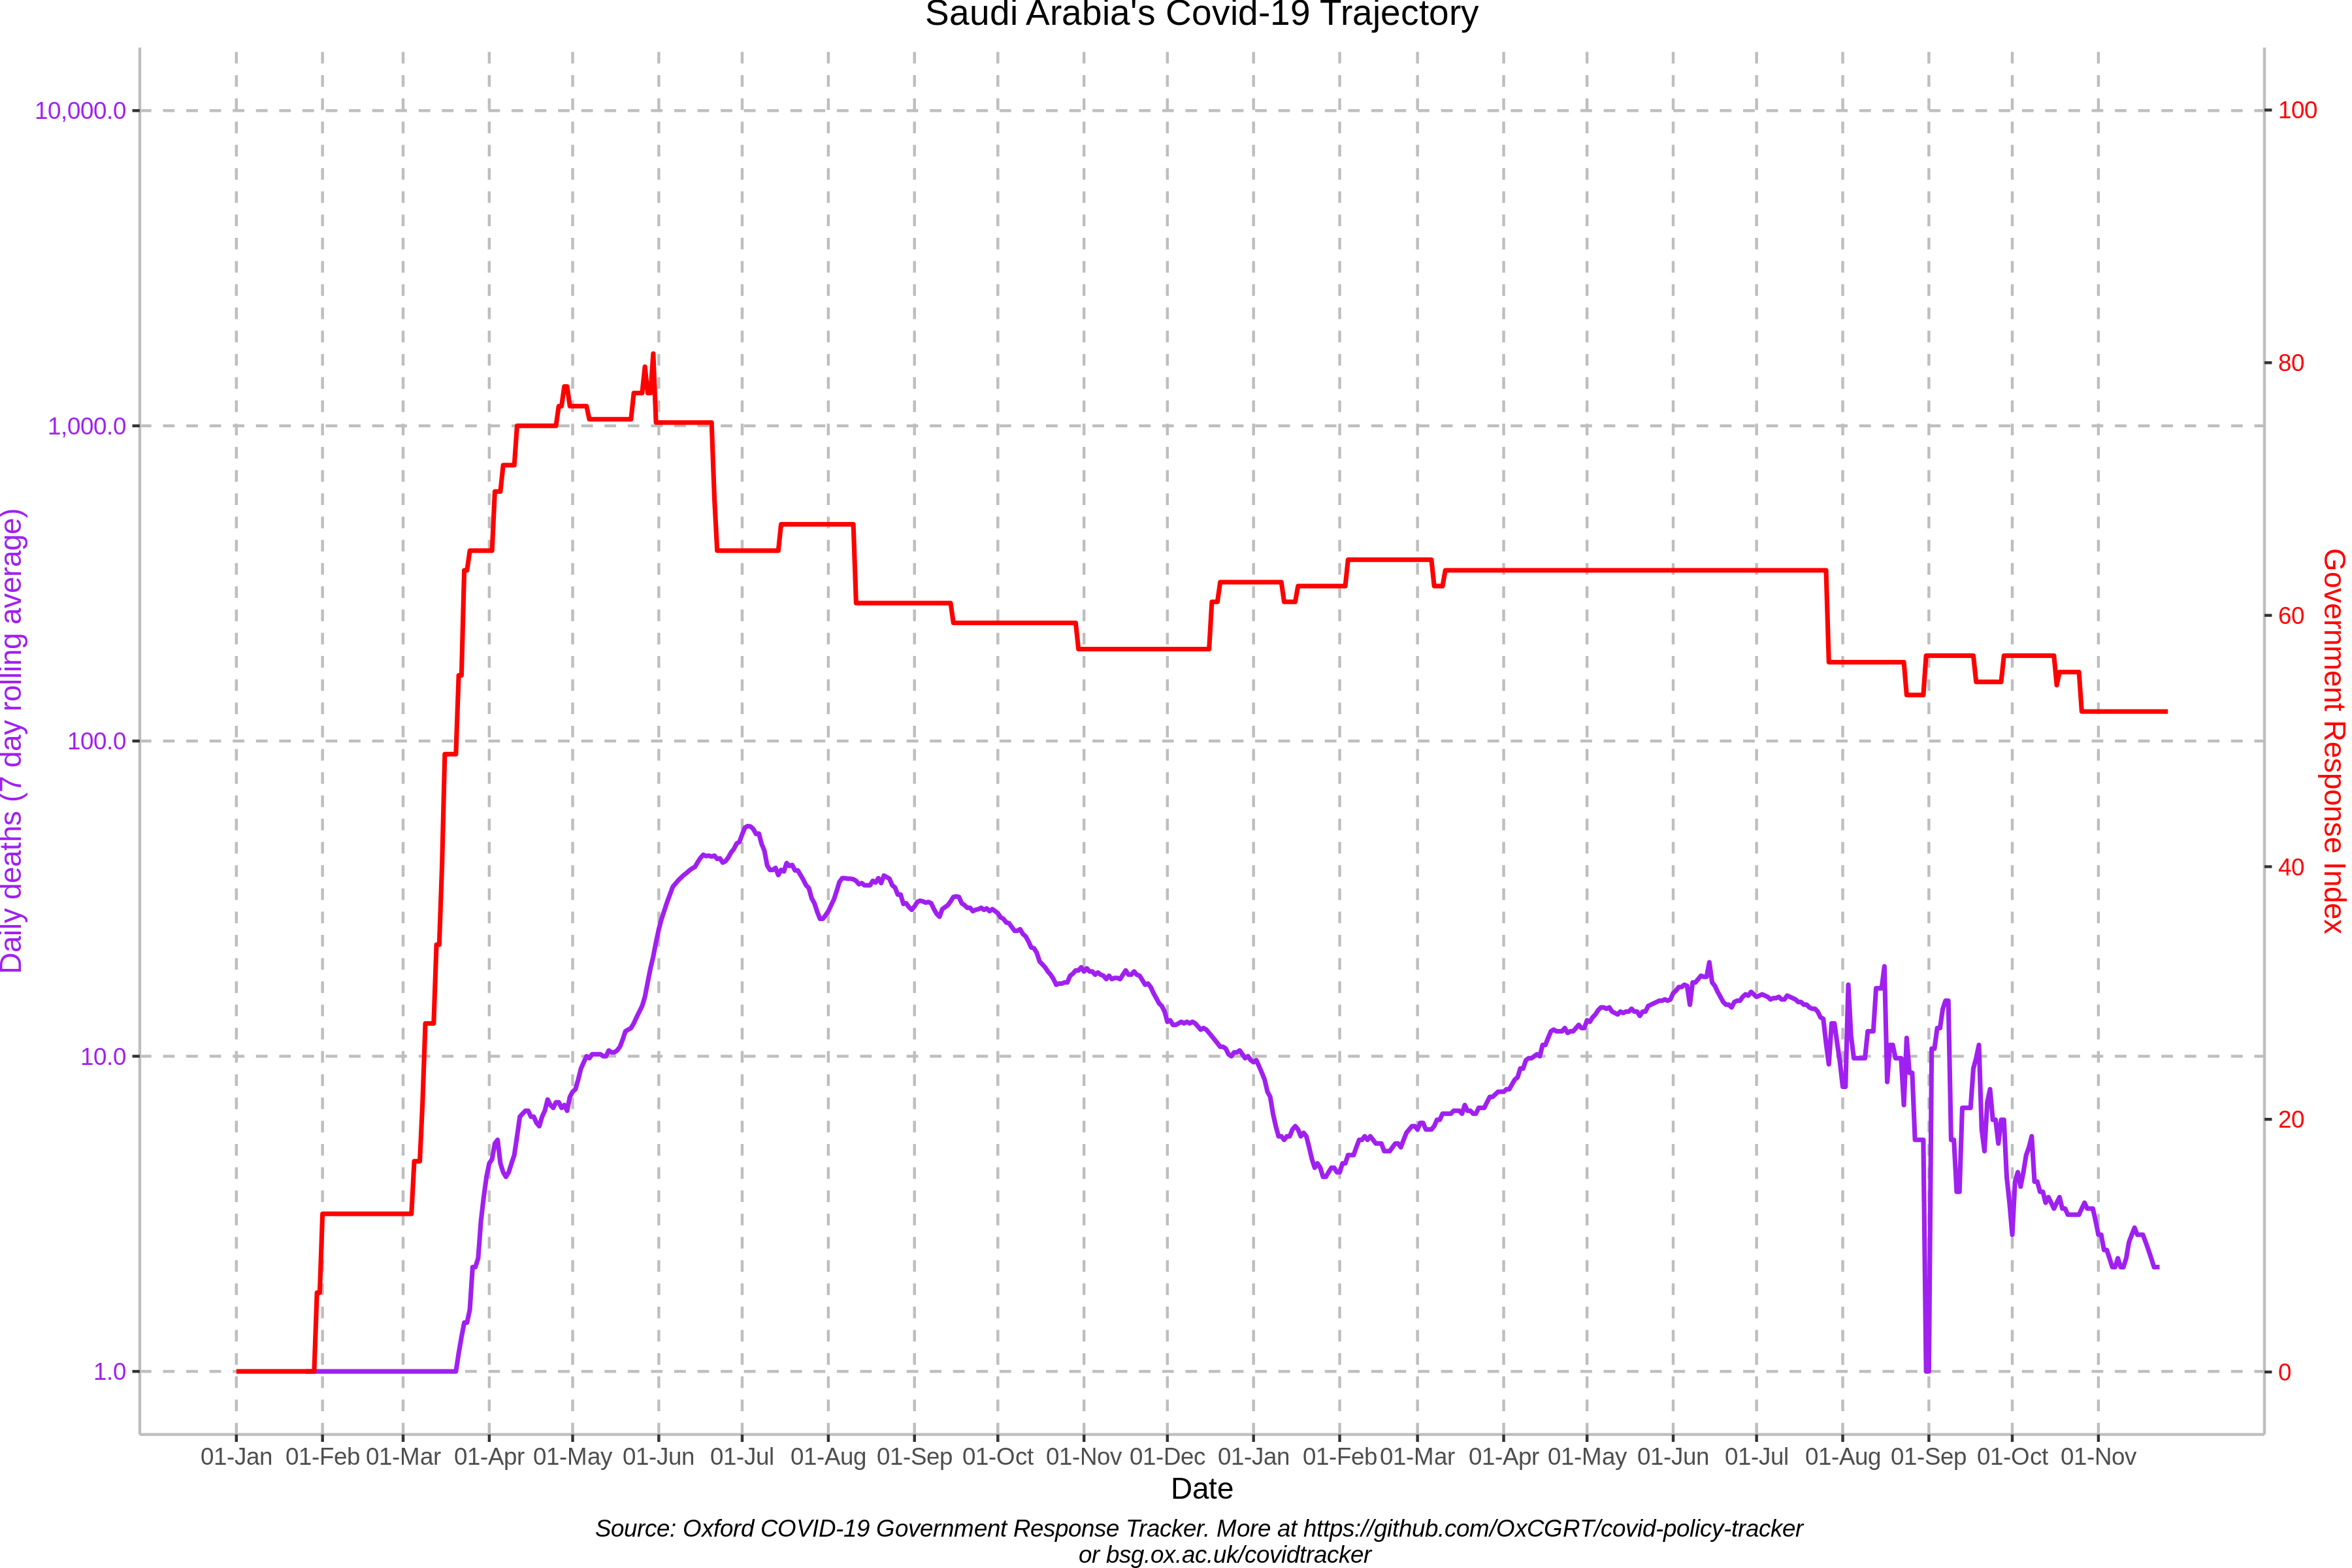 Saudi Arabia's Covid-19 Trajectory
10,000.0
1,000.0
100.0
10.0
1.0
Daily deaths (7 day rolling average)
100
80
60
40
20
0
Government Response Index
01-Jan 01-Feb 01-Mar 01-Apr 01-May 01-Jun 01-Jul 01-Aug 01-Sep 01-Oct 01-Nov 01-Dec 01-Jan 01-Feb 01-Mar 01-Apr 01-May 01-Jun 01-Jul 01-Aug 01-Sep 01-Oct 01-Nov
Date
Source: Oxford COVID-19 Government Response Tracker. More at https://github.com/OxCGRT/covid-policy-tracker
or bsg.ox.ac.uk/covidtracker